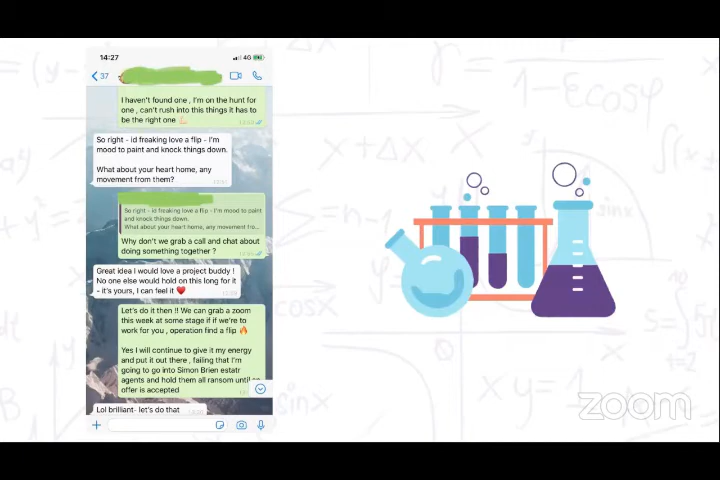 14:27
4G
37
I haven't found one , I'm on the hunt for
one , can't rush into this things it has to
be the right one 💪🏻
So right - id freaking love a flip - I'm
mood to paint and knock things down.
What about your heart home, any
movement from them?
So right - id freaking love a flip - I'm mood to paint
and knock things down.
What about your heart home, any movement from th...
Why don't we grab a call and chat about
doing something together ?
Great idea I would love a project buddy !
No one else would hold on this long for it
- it's yours, I can feel it ❤️
Let's do it then !! We can grab a zoom
this week at some stage if if we're to
work for you , operation find a flip 🔥
Yes I will continue to give it my energy
and put it out there , failing that I'm
going to go into Simon Brien estatr
agents and hold them all ransom until
offer is accepted
Lol brilliant- let's do that
γ =
1-εcosφ
x + Δx
sinx
x y =
zoom